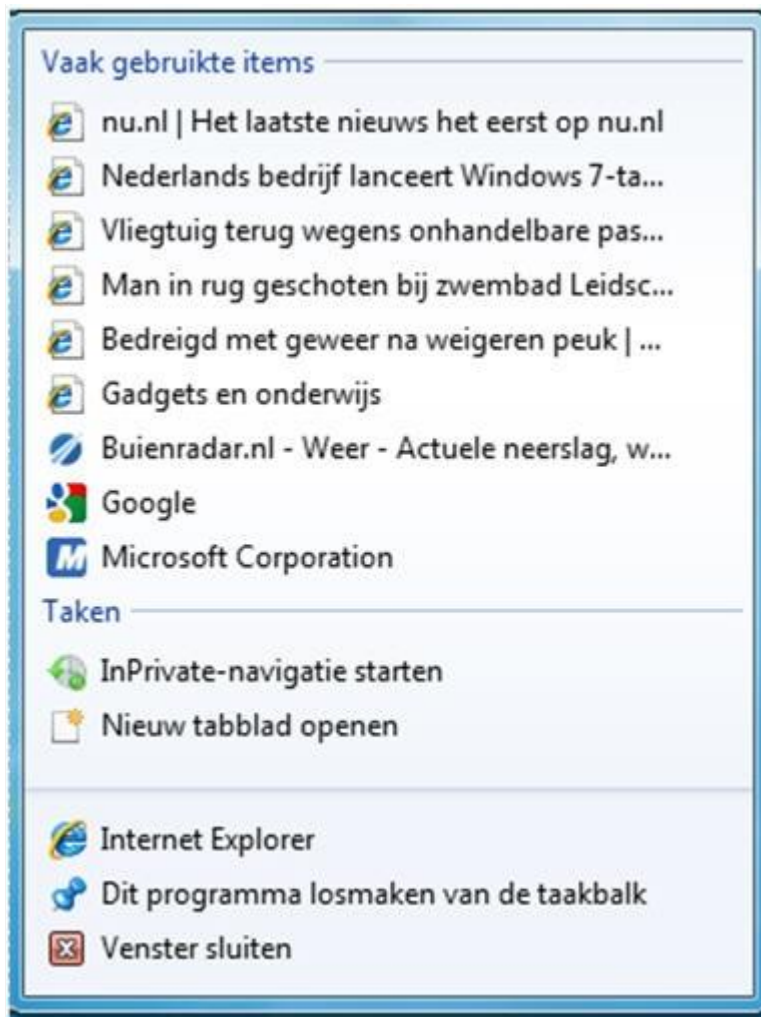 Vaak gebruikte items
nu.nl | Het laatste nieuws het eerst op nu.nl
Nederlands bedrijf lanceert Windows 7-ta...
Vliegtuig terug wegens onhandelbare pas...
Man in rug geschoten bij zwembad Leidsc...
Bedreigd met geweer na weigeren peuk | ...
Gadgets en onderwijs
Buienradar.nl - Weer - Actuele neerslag, w...
Google
Microsoft Corporation
Taken
InPrivate-navigatie starten
Nieuw tabblad openen
Internet Explorer
Dit programma losmaken van de taakbalk
Venster sluiten